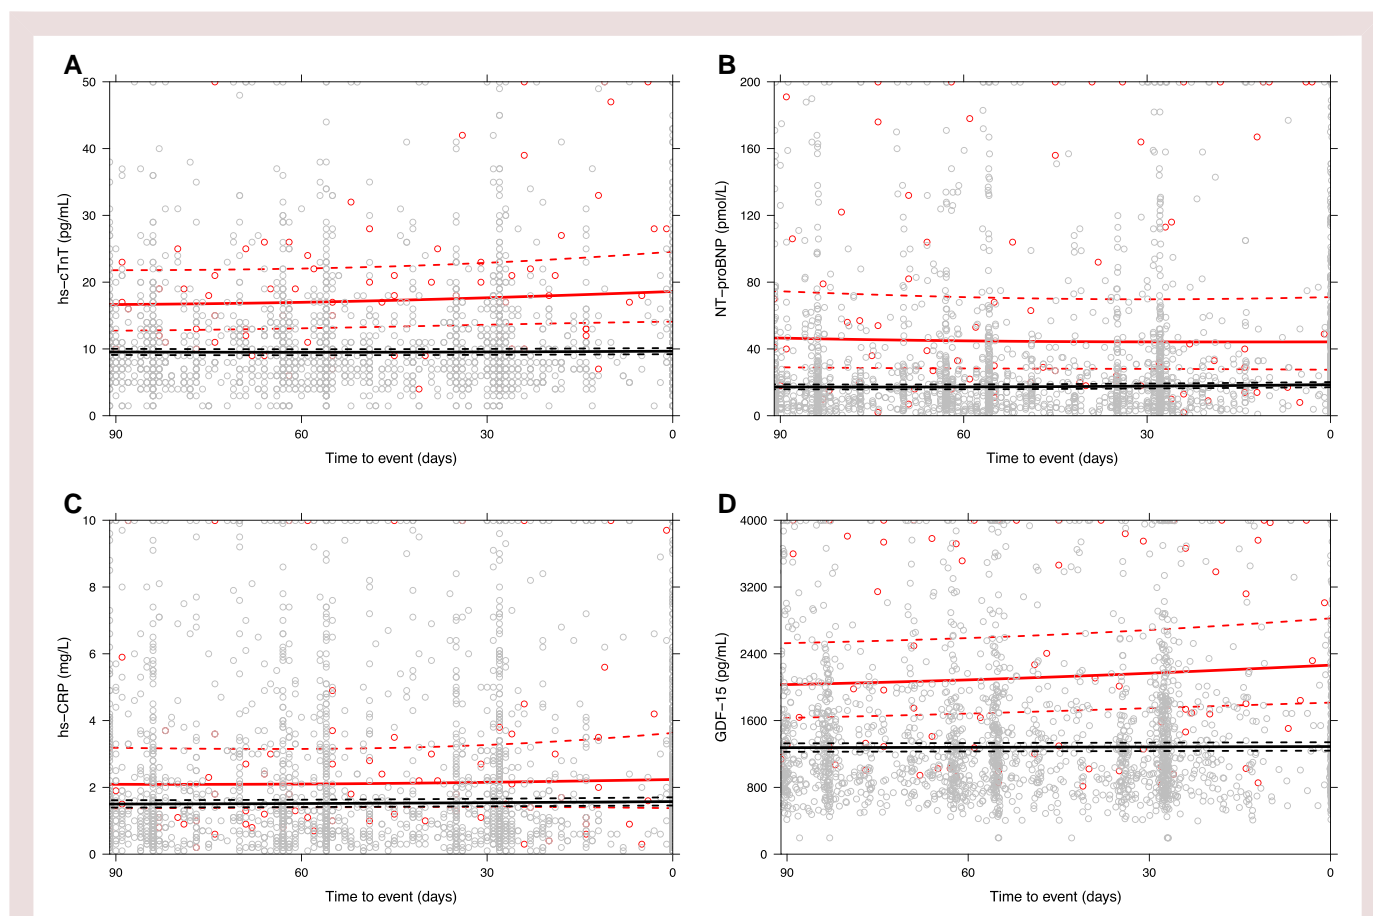 A
hs−cTnT (pg/mL)
50
40
30
20
10
0
90 60 30 0
Time to event (days)
B
NT−proBNP (pmol/L)
200
160
120
80
40
0
90 60 30 0
Time to event (days)
C
hs−CRP (mg/L)
10
8
6
4
2
0
90 60 30 0
Time to event (days)
D
GDF−15 (pg/mL)
4000
3200
2400
1600
800
0
90 60 30 0
Time to event (days)